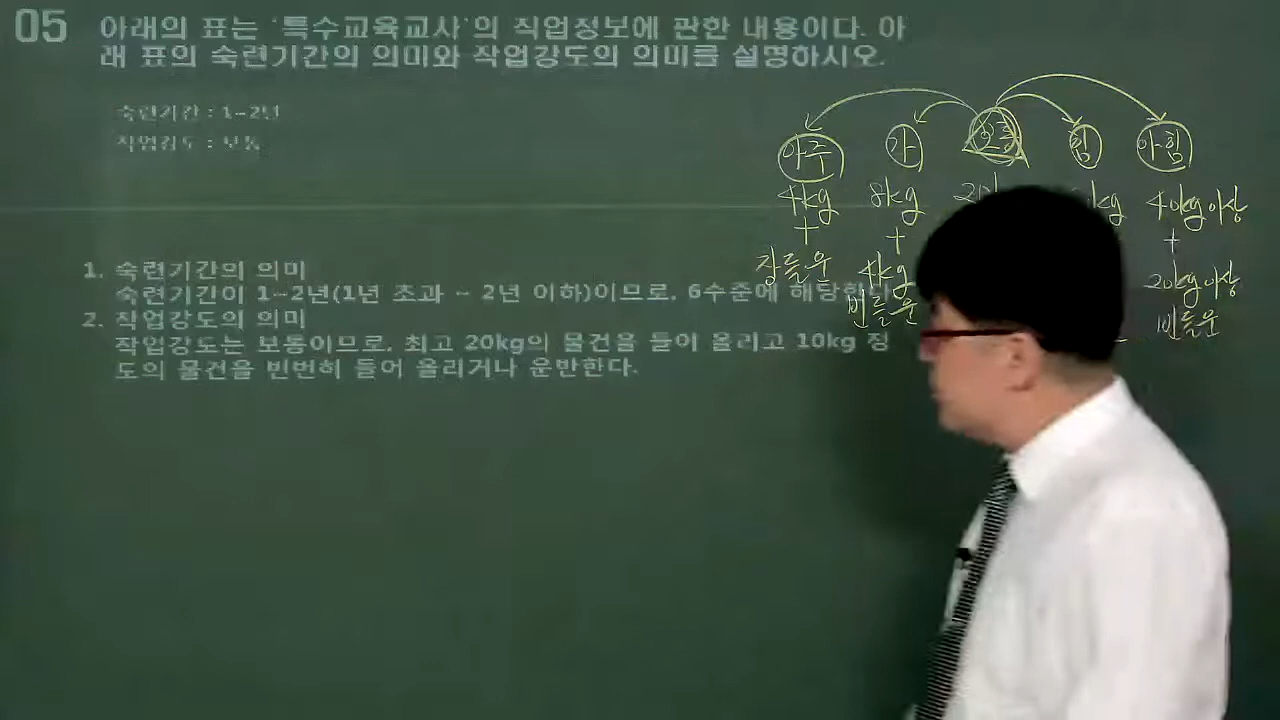 05 아래의 표는 '특수교육교사'의 직업정보에 관한 내용이다. 아
래 표의 숙련기간의 의미와 작업강도의 의미를 설명하시오.
숙련기간 : 1~2년
작업강도 : 보통
1. 숙련기간의 의미
숙련기간이 1~2년(1년 초과 ~ 2년 이하)이므로, 6수준에 해당한
2. 작업강도의 의미
작업강도는 보통이므로, 최고 20kg의 물건을 들어 올리고 10kg 정
도의 물건을 빈번히 들어 올리거나 운반한다.
아주 가 보통 힘 아힘
4kg 8kg kg 40kg이상
+ + +
장들운 4kg 20kg이상
빈들운 빈들운